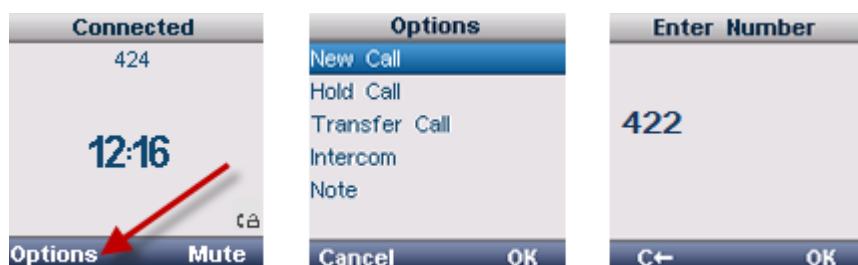 Connected
424
12:16
Options Mute
Options
New Call
Hold Call
Transfer Call
Intercom
Note
Cancel OK
Enter Number
422
C← OK